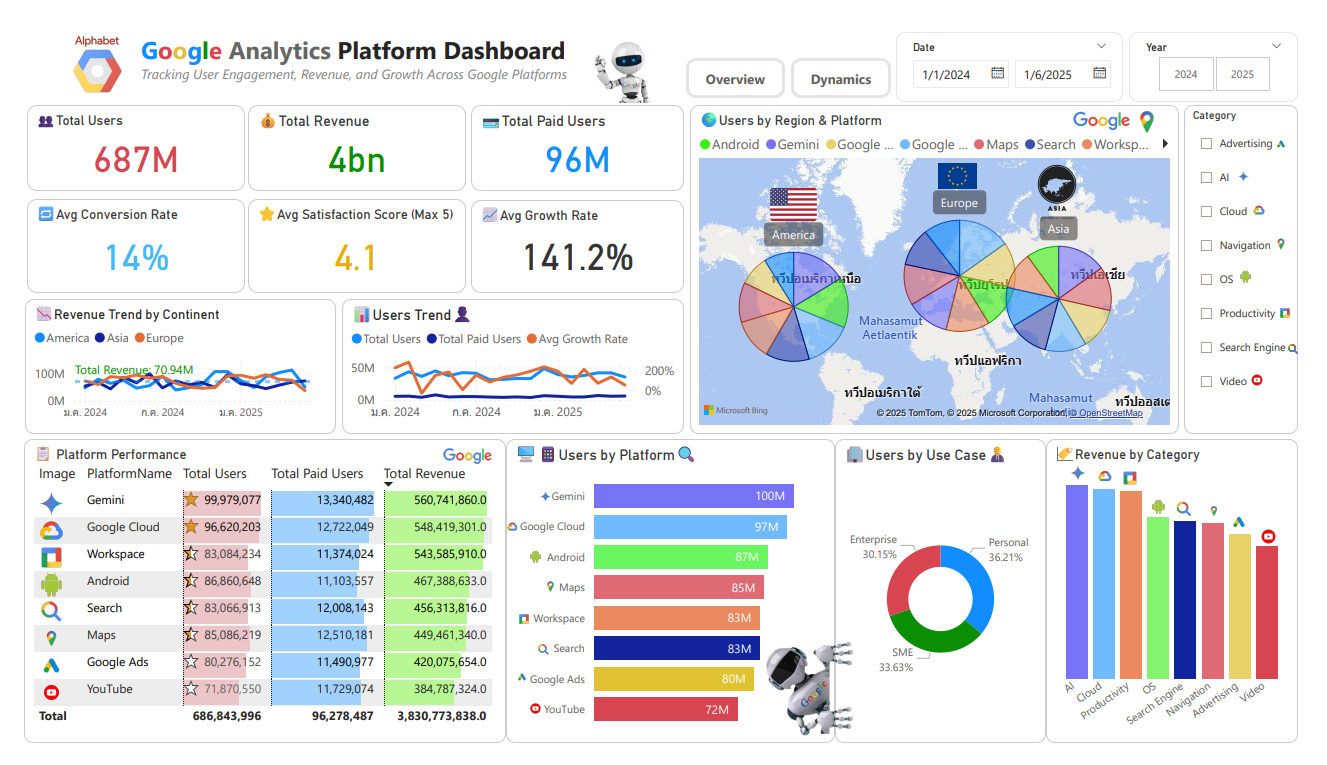 Alphabet
Google Analytics Platform Dashboard
Tracking User Engagement, Revenue, and Growth Across Google Platforms
Google
Overview
Dynamics
Date
1/1/2024
1/6/2025
Year
2024
2025
Total Users
687M
Total Revenue
4bn
Total Paid Users
96M
Avg Conversion Rate
14%
Avg Satisfaction Score (Max 5)
4.1
Avg Growth Rate
141.2%
Users by Region & Platform
Google
Android
Gemini
Google ...
Google ...
Maps
Search
Worksp...
America
Europe
ASIA
Asia
ทวีปอเมริกาเหนือ
ทวีปยุโรป
ทวีปเอเชีย
Mahasamut
Aetlaentik
ทวีปแอฟริกา
ทวีปอเมริกาใต้
Mahasamut
ทวีปออสเต
Microsoft Bing
© 2025 TomTom, © 2025 Microsoft Corporation, © OpenStreetMap
Category
Advertising
AI
Cloud
Navigation
OS
Productivity
Search Engine
Video
Revenue Trend by Continent
America
Asia
Europe
Total Revenue: 70.94M
100M
0M
ม.ค. 2024
ก.ค. 2024
ม.ค. 2025
Users Trend
Total Users
Total Paid Users
Avg Growth Rate
50M
0M
200%
0%
ม.ค. 2024
ก.ค. 2024
ม.ค. 2025
Platform Performance
Google
Image PlatformName Total Users Total Paid Users Total Revenue
Gemini 99,979,077 13,340,482 560,741,860.0
Google Cloud 96,620,203 12,722,049 548,419,301.0
Workspace 83,084,234 11,374,024 543,585,910.0
Android 86,860,648 11,103,557 467,388,633.0
Search 83,066,913 12,008,143 456,313,816.0
Maps 85,086,219 12,510,181 449,461,340.0
Google Ads 80,276,152 11,490,977 420,075,654.0
YouTube 71,870,550 11,729,074 384,787,324.0
Total 686,843,996 96,278,487 3,830,773,838.0
Users by Platform
Gemini 100M
Google Cloud 97M
Android 87M
Maps 85M
Workspace 83M
Search 83M
Google Ads 80M
YouTube 72M
Google
Users by Use Case
Enterprise
30.15%
Personal
36.21%
SME
33.63%
Revenue by Category
AI
Cloud
Productivity
OS
Search Engine
Navigation
Advertising
Video